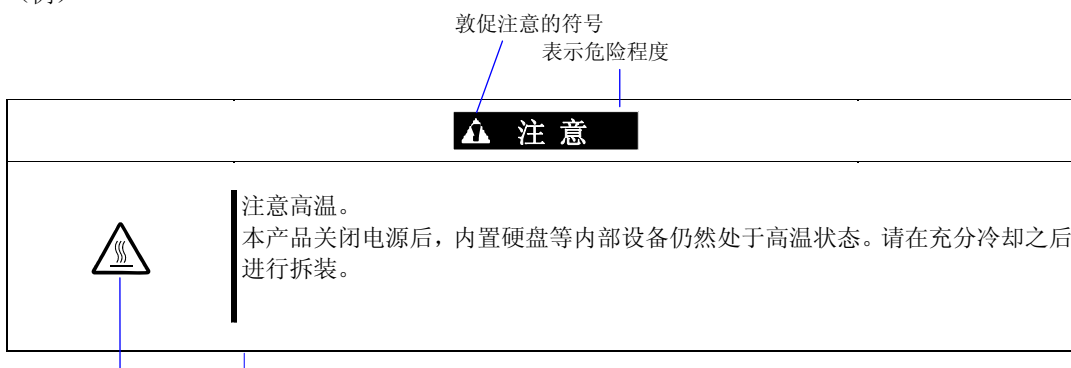 （例）
敦促注意的符号
表示危险程度
注 意
注意高温。
本产品关闭电源后，内置硬盘等内部设备仍然处于高温状态。请在充分冷却之后
进行拆装。